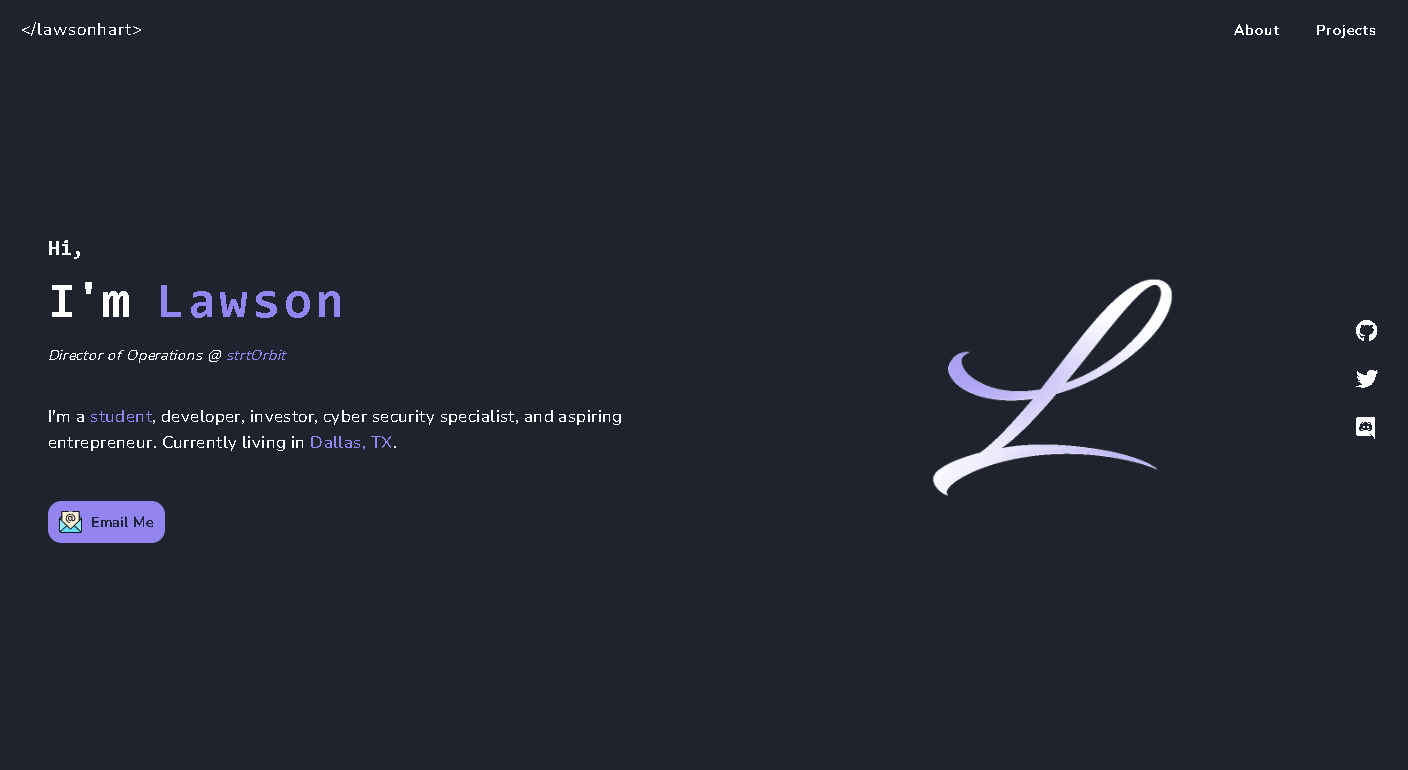 </lawsonhart>
About
Projects
Hi,
I'm Lawson
Director of Operations @ strtOrbit
I'm a student, developer, investor, cyber security specialist, and aspiring
entrepreneur. Currently living in Dallas, TX.
L
@ Email Me